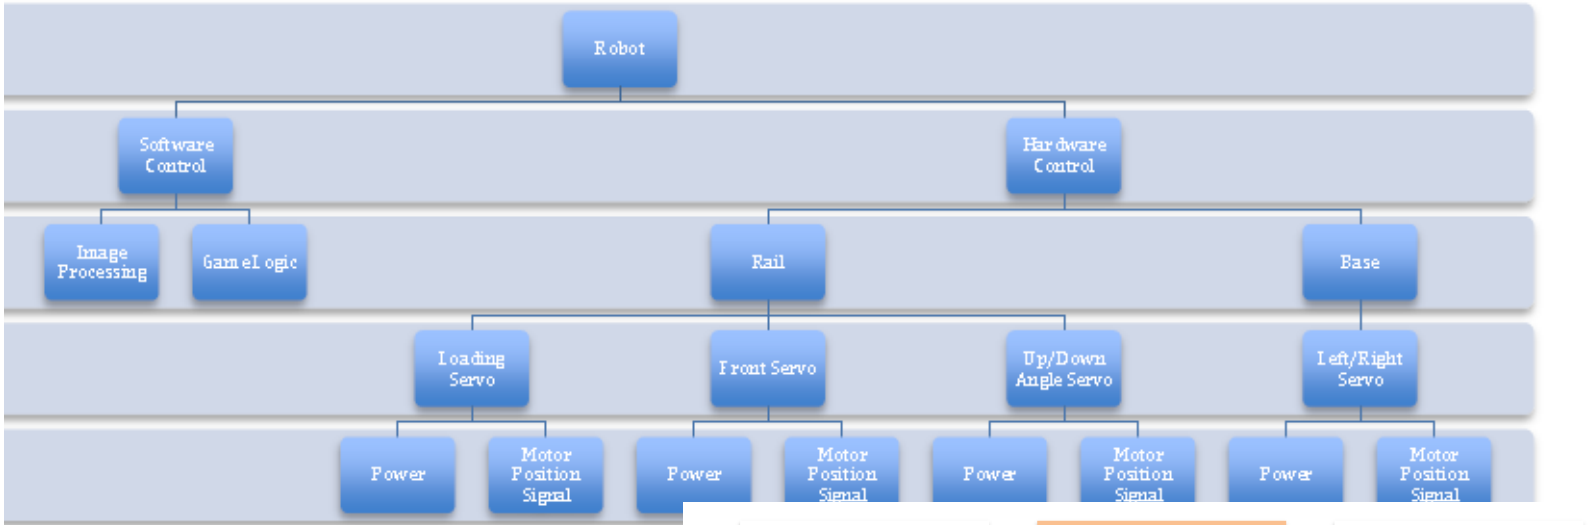 Robot
Software
Control
Hardware
Control
Image
Processing
GameLogic
Rail
Base
Loading
Servo
Front Servo
Up/Down
Angle Servo
Left/Right
Servo
Power
Motor
Position
Signal
Power
Motor
Position
Signal
Power
Motor
Position
Signal
Power
Motor
Position
Signal